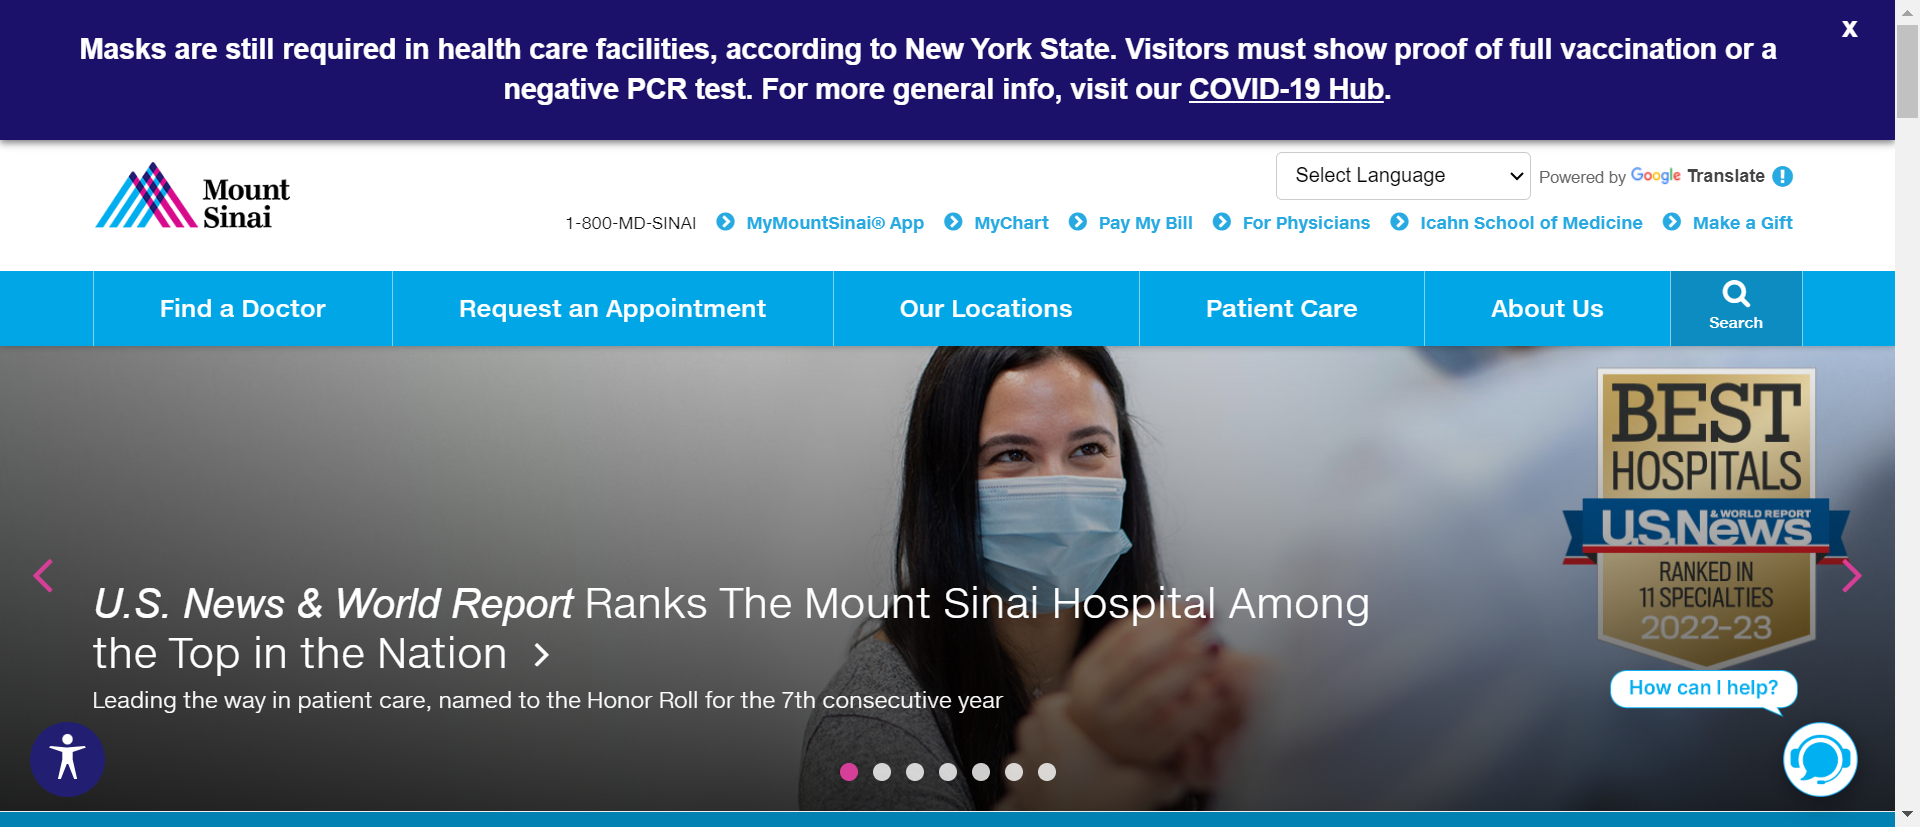 Masks are still required in health care facilities, according to New York State. Visitors must show proof of full vaccination or a
negative PCR test. For more general info, visit our COVID-19 Hub.
X
Mount
Sinai
Select Language
Powered by Google Translate
1-800-MD-SINAI MyMountSinai® App MyChart Pay My Bill For Physicians Icahn School of Medicine Make a Gift
Find a Doctor Request an Appointment Our Locations Patient Care About Us Search
BEST
HOSPITALS
U.S.News & WORLD REPORT
RANKED IN
11 SPECIALTIES
2022-23
U.S. News & World Report Ranks The Mount Sinai Hospital Among
the Top in the Nation
Leading the way in patient care, named to the Honor Roll for the 7th consecutive year
How can I help?